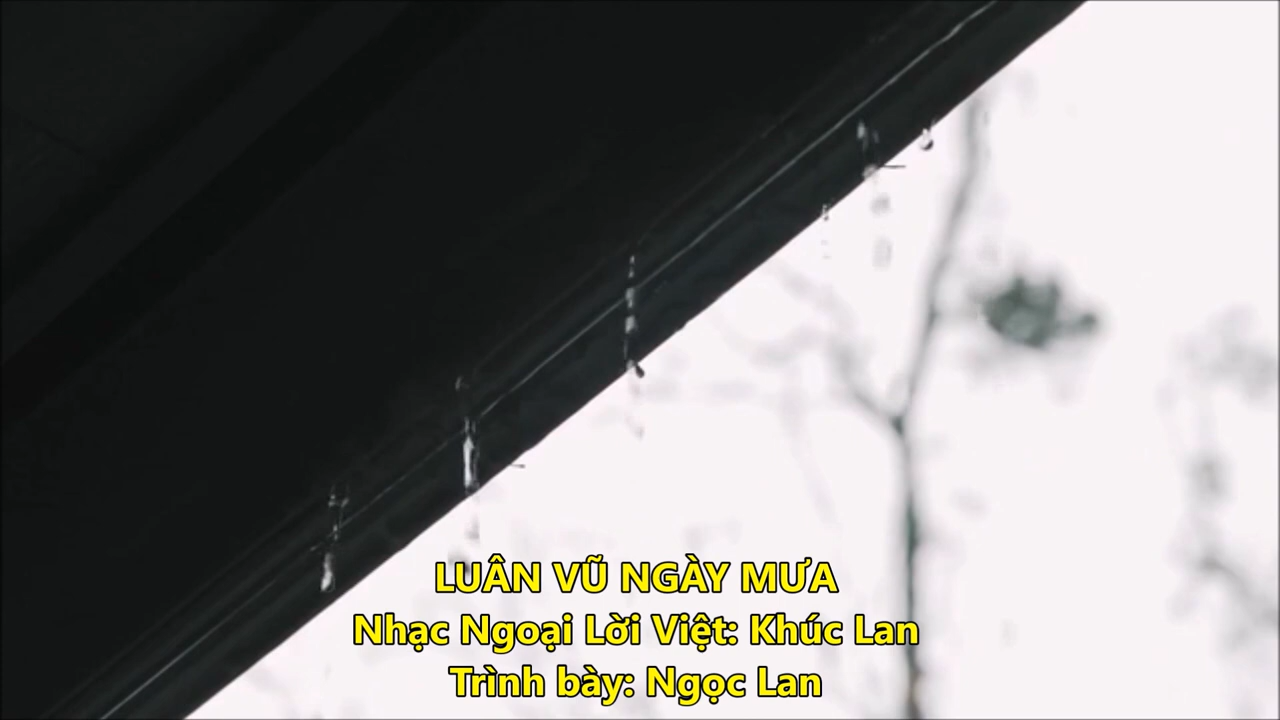 LUÂN VŨ NGÀY MƯA
Nhạc Ngoại Lời Việt: Khúc Lan
Trình bày: Ngọc Lan